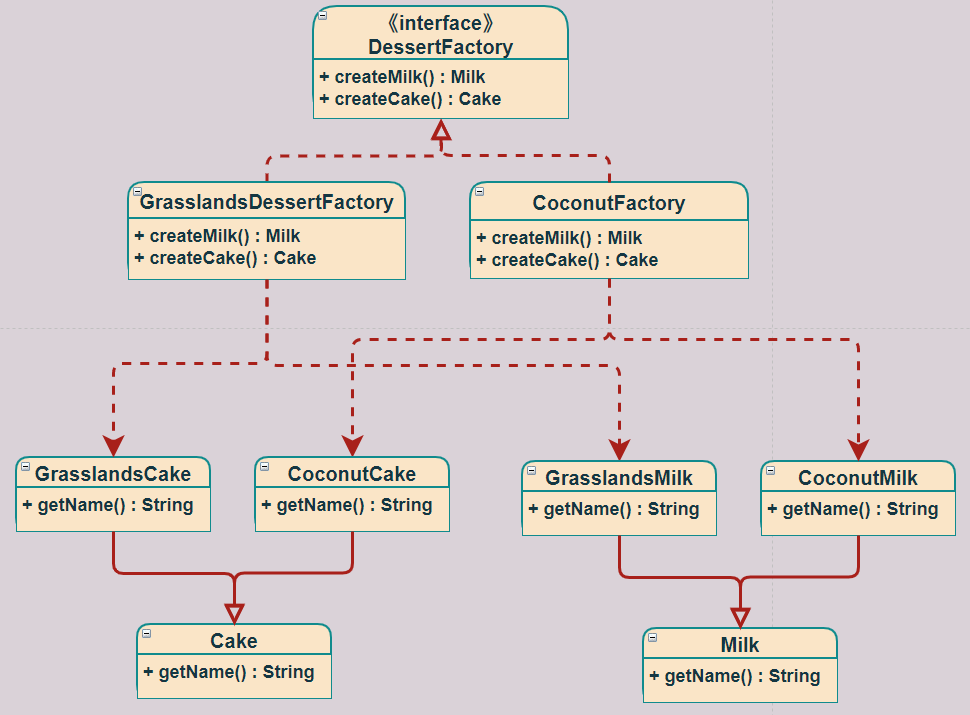 《interface》
DessertFactory
+ createMilk() : Milk
+ createCake() : Cake
GrasslandsDessertFactory
+ createMilk() : Milk
+ createCake() : Cake
CoconutFactory
+ createMilk() : Milk
+ createCake() : Cake
GrasslandsCake
+ getName() : String
CoconutCake
+ getName() : String
GrasslandsMilk
+ getName() : String
CoconutMilk
+ getName() : String
Cake
+ getName() : String
Milk
+ getName() : String